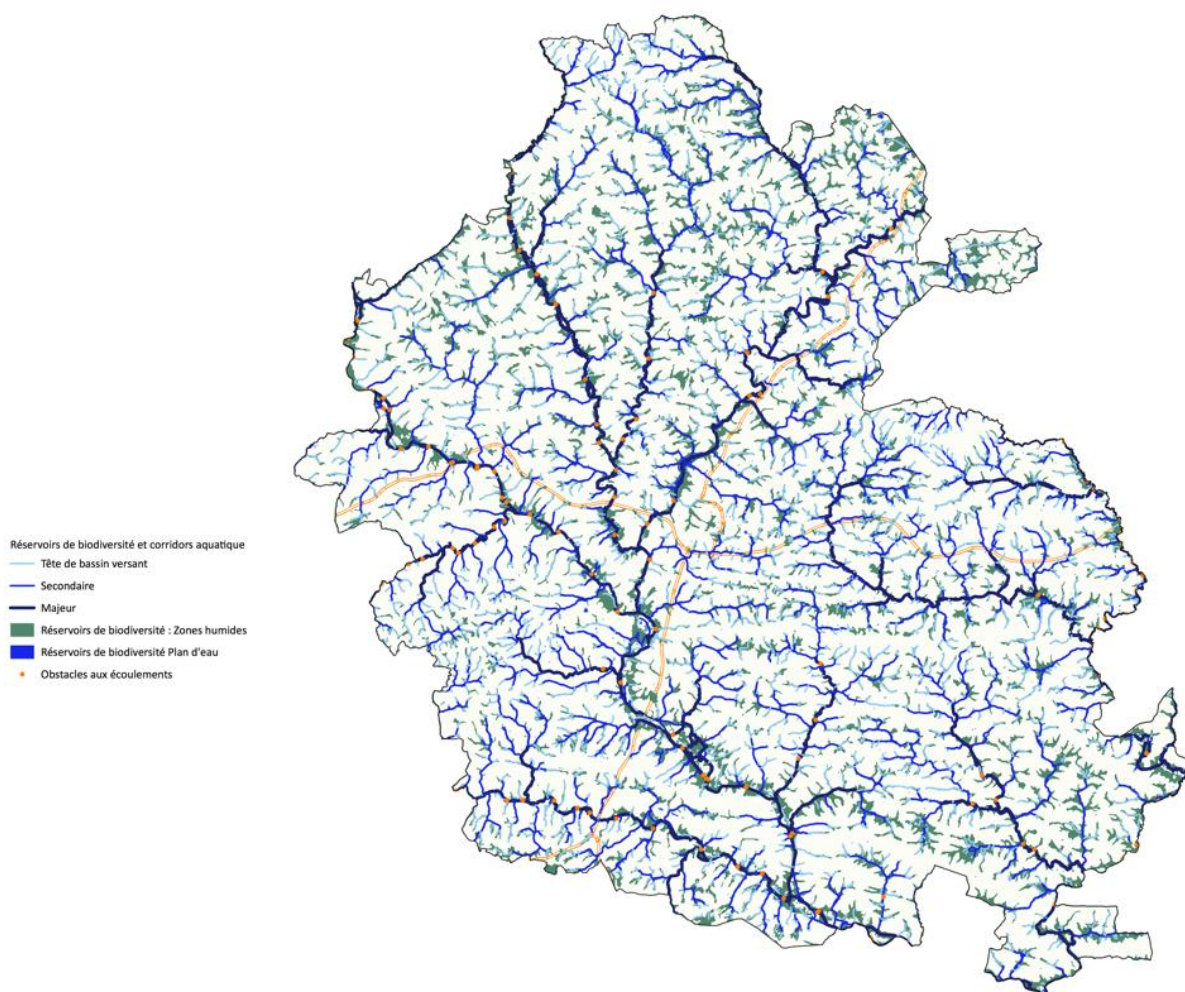 Réservoirs de biodiversité et corridors aquatique
Tête de bassin versant
Secondaire
Majeur
Réservoirs de biodiversité : Zones humides
Réservoirs de biodiversité Plan d'eau
Obstacles aux écoulements